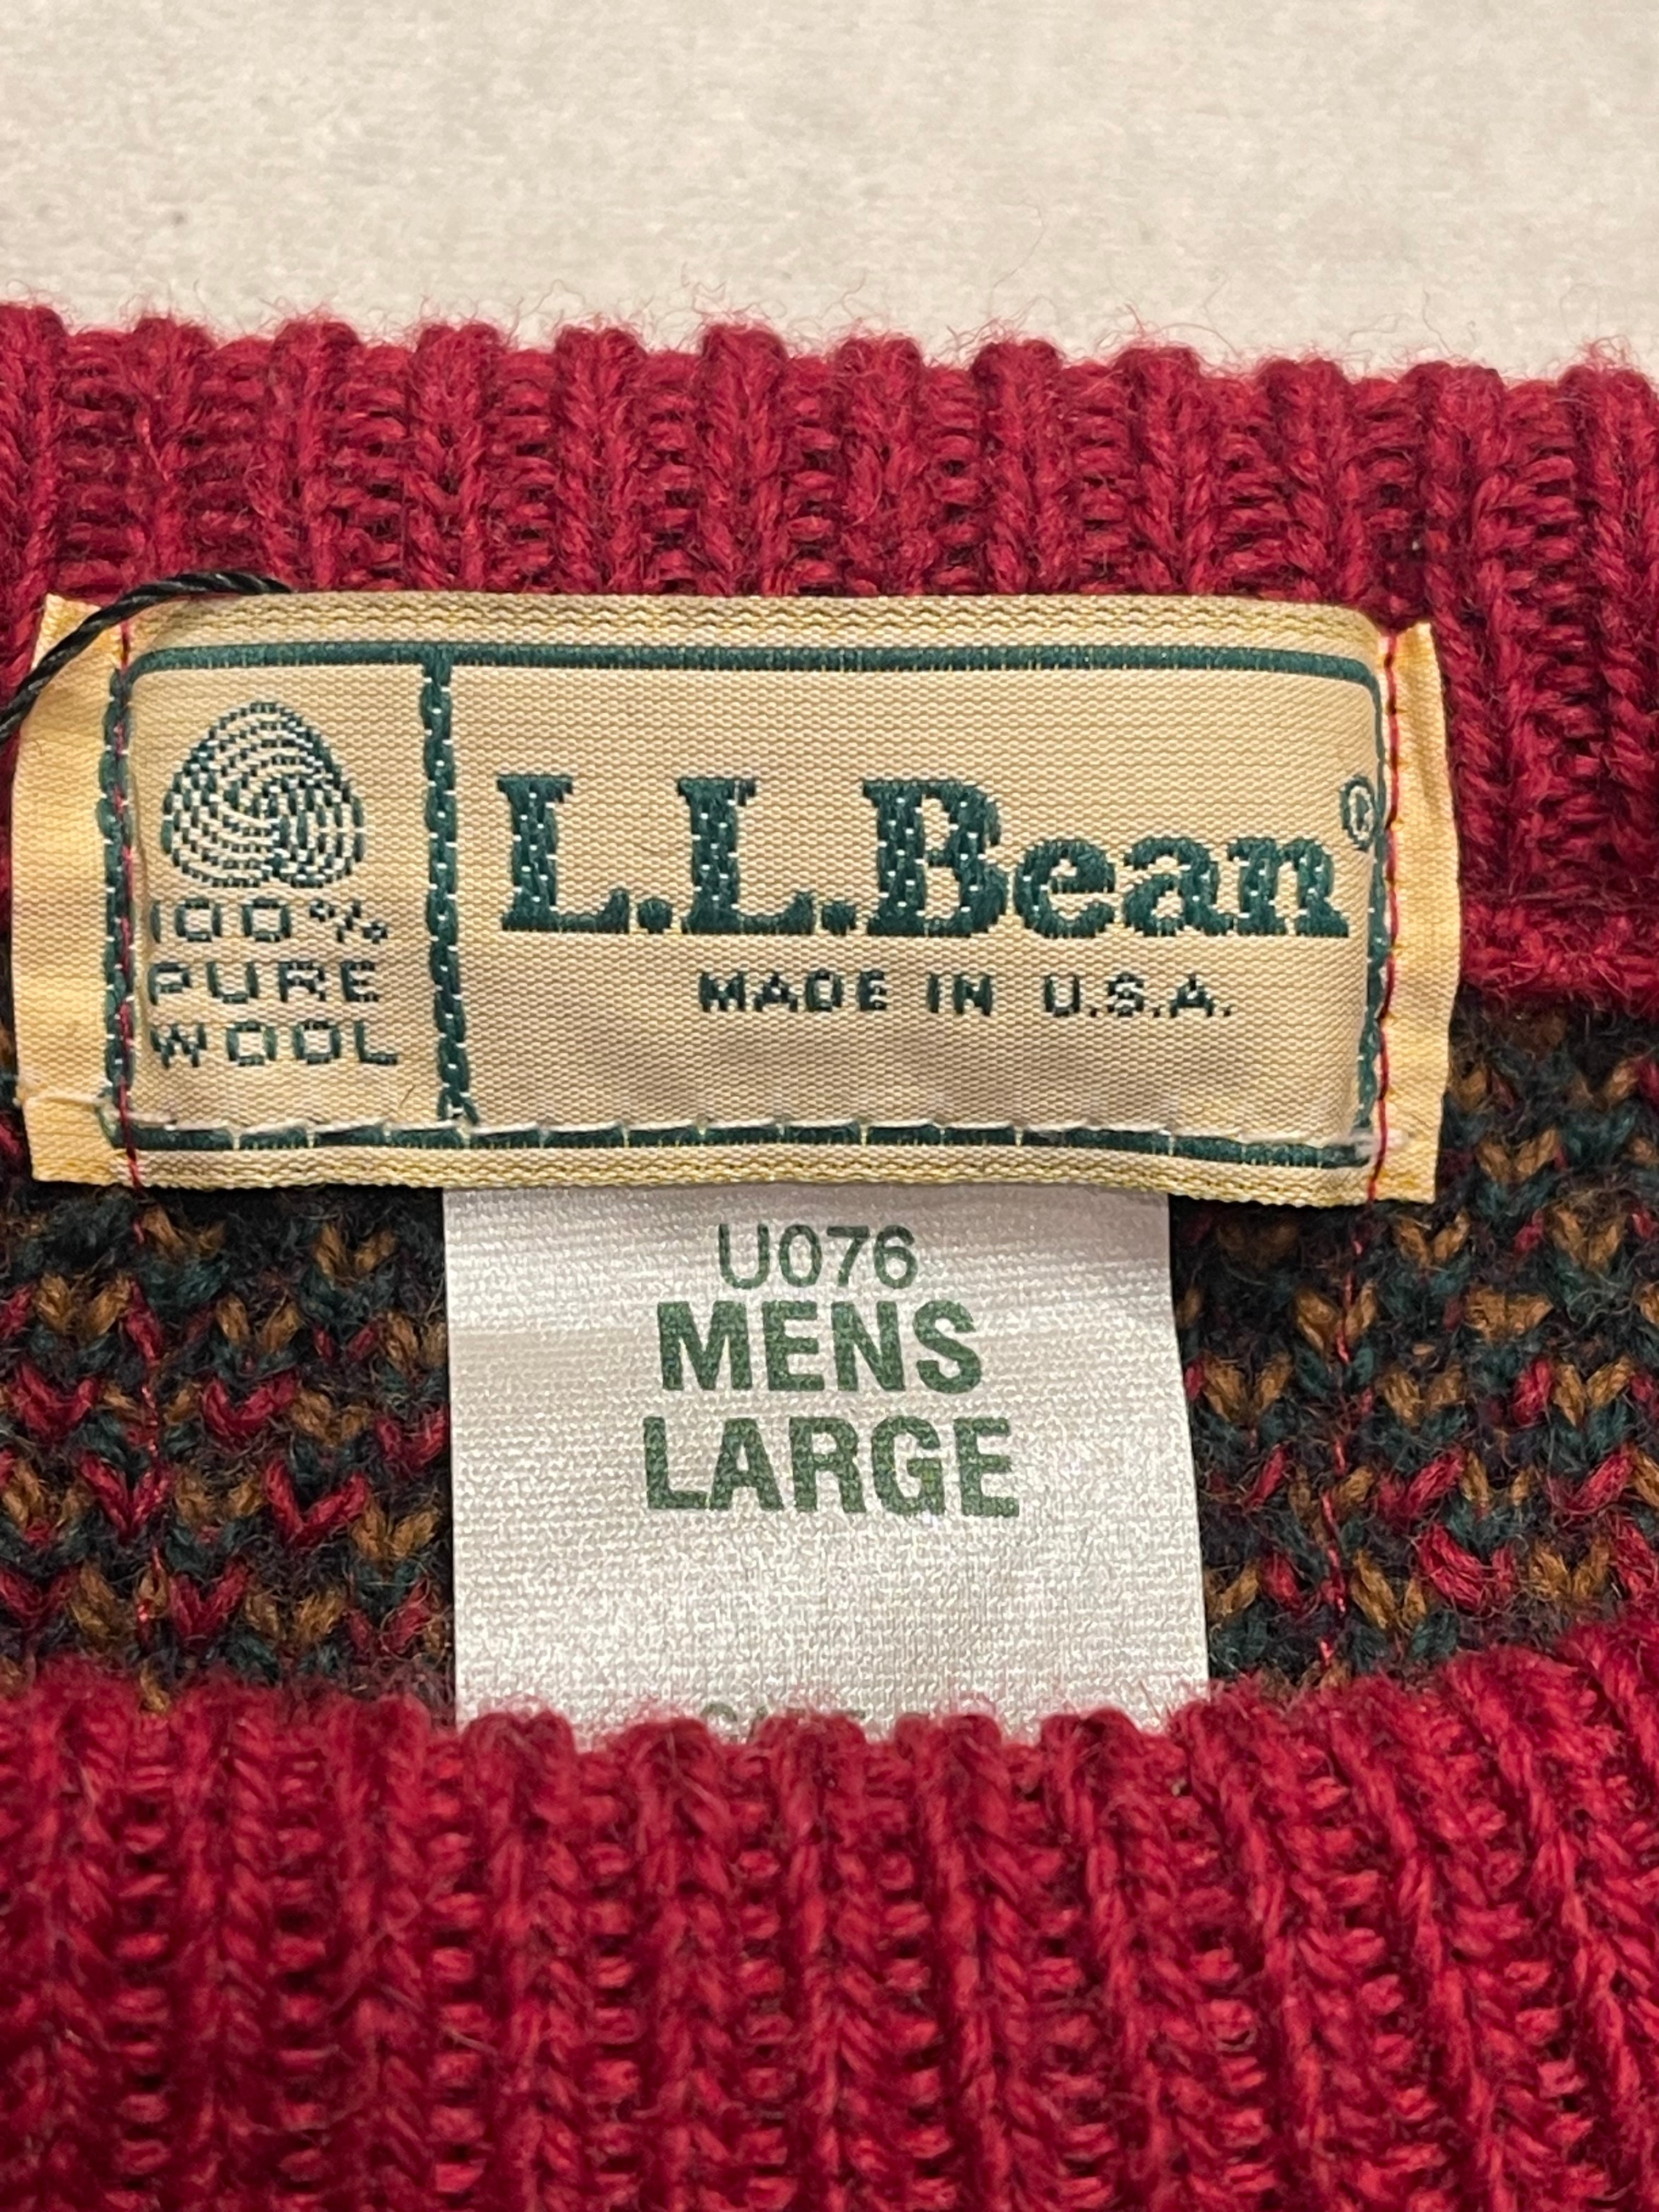 100%
PURE
WOOL
L.L.Bean®
MADE IN U.S.A.
U076
MENS
LARGE